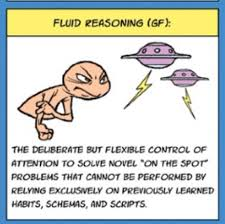 FLUID REASONING (GF):
THE DELIBERATE BUT FLEXIBLE CONTROL OF
ATTENTION TO SOLVE NOVEL "ON THE SPOT"
PROBLEMS THAT CANNOT BE PERFORMED BY
RELYING EXCLUSIVELY ON PREVIOUSLY LEARNED
HABITS, SCHEMAS, AND SCRIPTS.